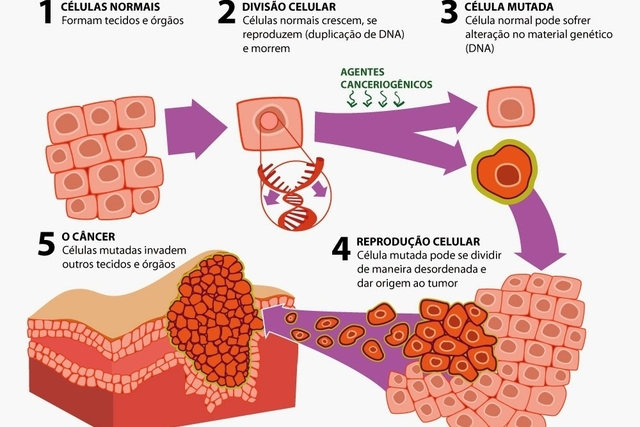 1 CÉLULAS NORMAIS
Formam tecidos e órgãos
2 DIVISÃO CELULAR
Células normais crescem, se
reproduzem (duplicação de DNA)
e morrem
3 CÉLULA MUTADA
Célula normal pode sofrer
alteração no material genético
(DNA)
AGENTES
CANCERIOGÊNICOS
4 REPRODUÇÃO CELULAR
Célula mutada pode se dividir
de maneira desordenada e
dar origem ao tumor
5 O CÂNCER
Células mutadas invadem
outros tecidos e órgãos